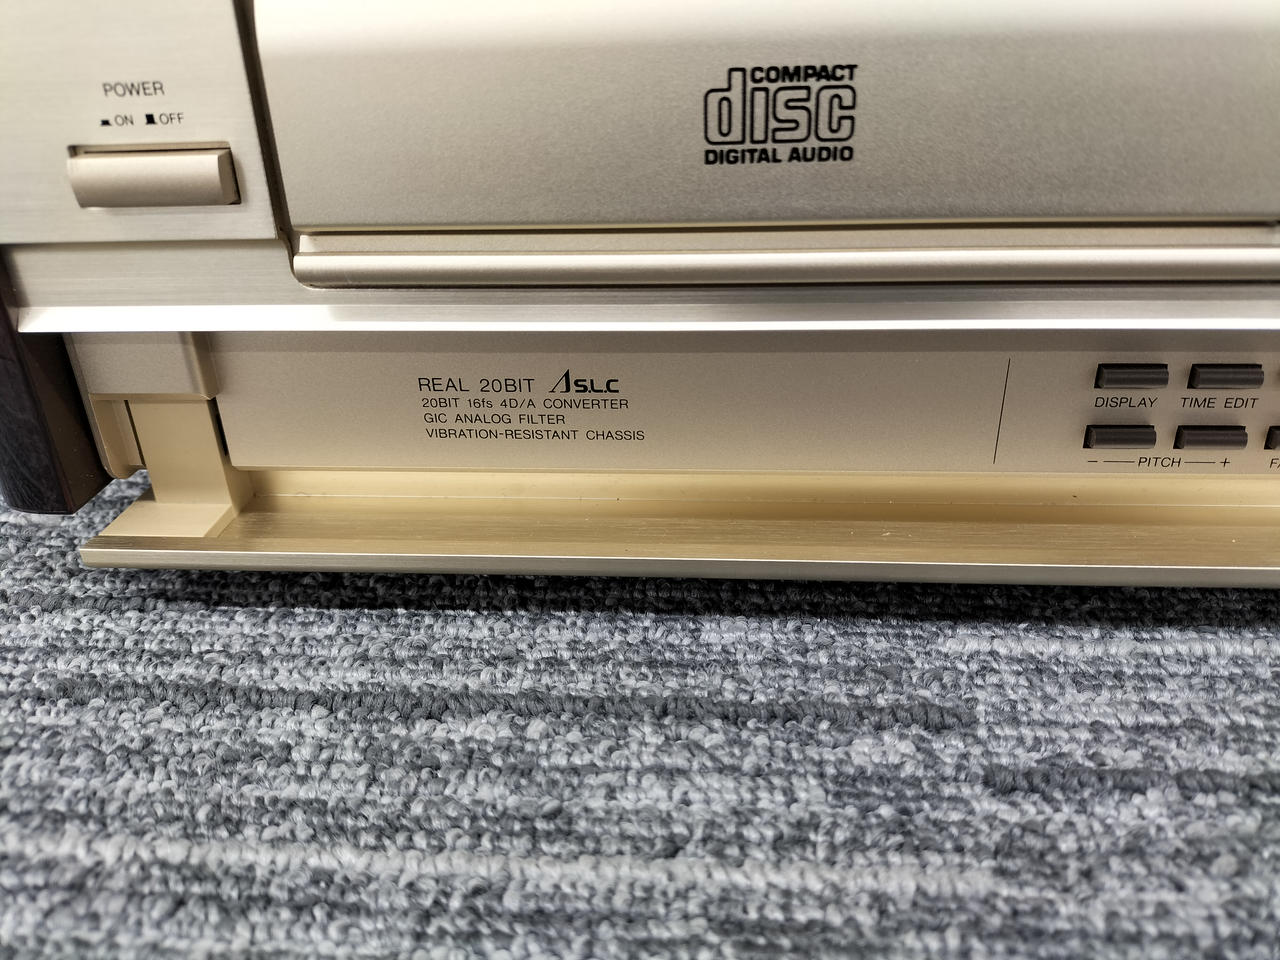 POWER
ON OFF
COMPACT
disc
DIGITAL AUDIO
REAL 20BIT Λ S.L.C
20BIT 16fs 4D/A CONVERTER
GIC ANALOG FILTER
VIBRATION-RESISTANT CHASSIS
DISPLAY TIME EDIT
− PITCH +